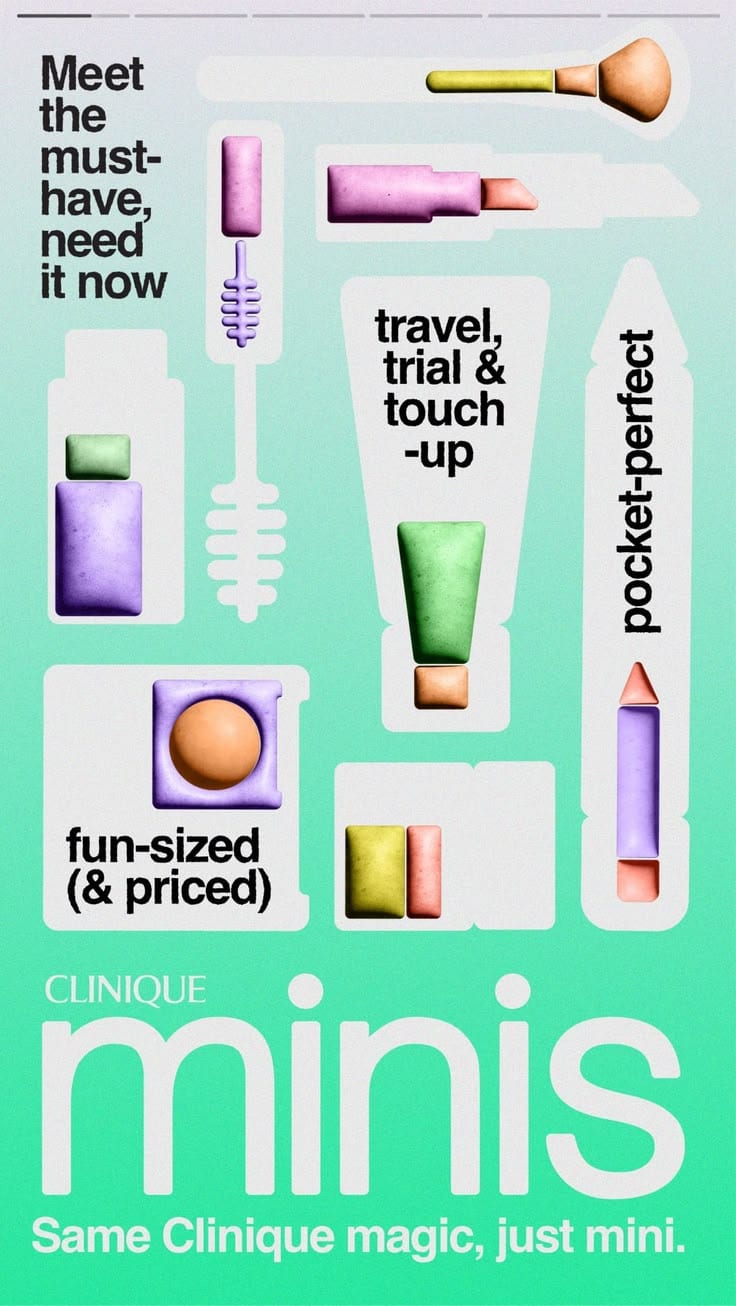 Meet
the
must-
have,
need
it now
travel,
trial &
touch
-up
pocket-perfect
fun-sized
(& priced)
CLINIQUE
minis
Same Clinique magic, just mini.